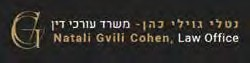 נטלי גוילי כהן - משרד עורכי דין
Natali Gvili Cohen, Law Office